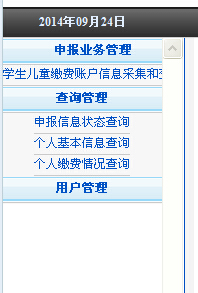 2014年09月24日
申报业务管理
学生儿童缴费账户信息采集和
查询管理
申报信息状态查询
个人基本信息查询
个人缴费情况查询
用户管理